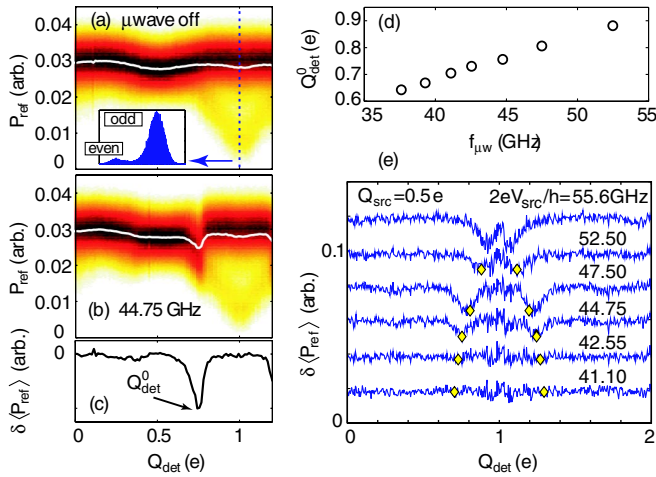 (a) μwave off
P_ref (arb.)
0.04
0.03
0.02
0.01
0
odd
even
P_ref (arb.)
0.04
0.03
0.02
0.01
0
(b) 44.75 GHz
δ⟨P_ref⟩ (arb.)
0
Q⁰_det
(c)
0 0.5 1
Q_det (e)
(d)
Q⁰_det (e)
0.9
0.8
0.7
0.6
35 40 45 50 55
f_μw (GHz)
(e)
Q_src=0.5e 2eV_src/h=55.6GHz
52.50
47.50
44.75
42.55
41.10
δ⟨P_ref⟩ (arb.)
0.1
0
0 1 2
Q_det (e)